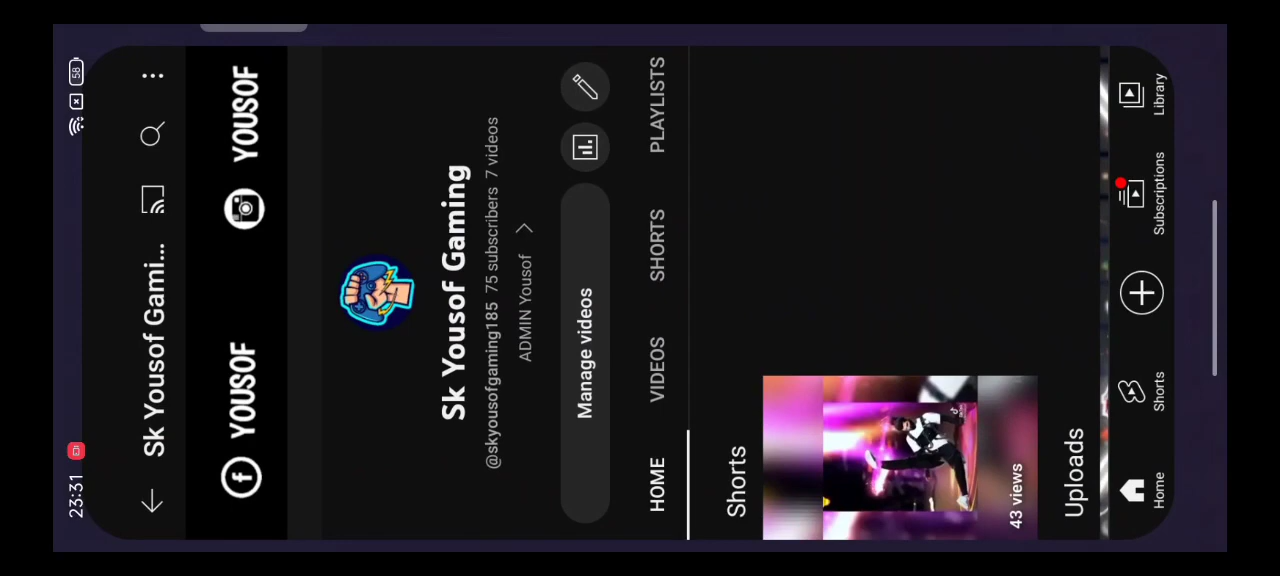 23:31
58
Sk Yousof Gami...
YOUSOF YOUSOF
Sk Yousof Gaming
@skyousofgaming185 75 subscribers 7 videos
ADMIN Yousof
Manage videos
HOME VIDEOS SHORTS PLAYLISTS
Shorts
43 views
Uploads
Home Shorts Subscriptions Library